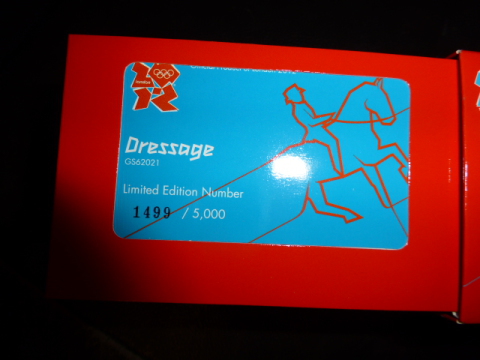 Dressage
GS62021
Limited Edition Number
1499 / 5,000